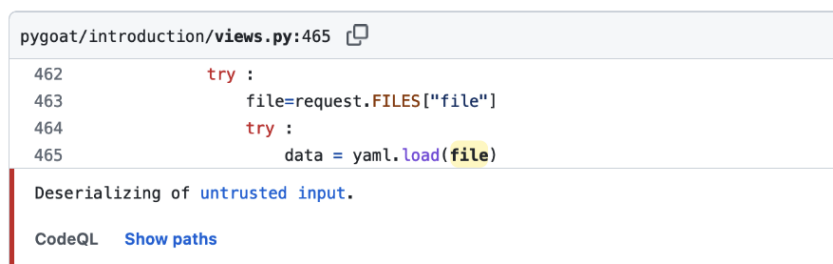 pygoat/introduction/views.py:465
462 try :
463 file=request.FILES["file"]
464 try :
465 data = yaml.load(file)
Deserializing of untrusted input.
CodeQL Show paths